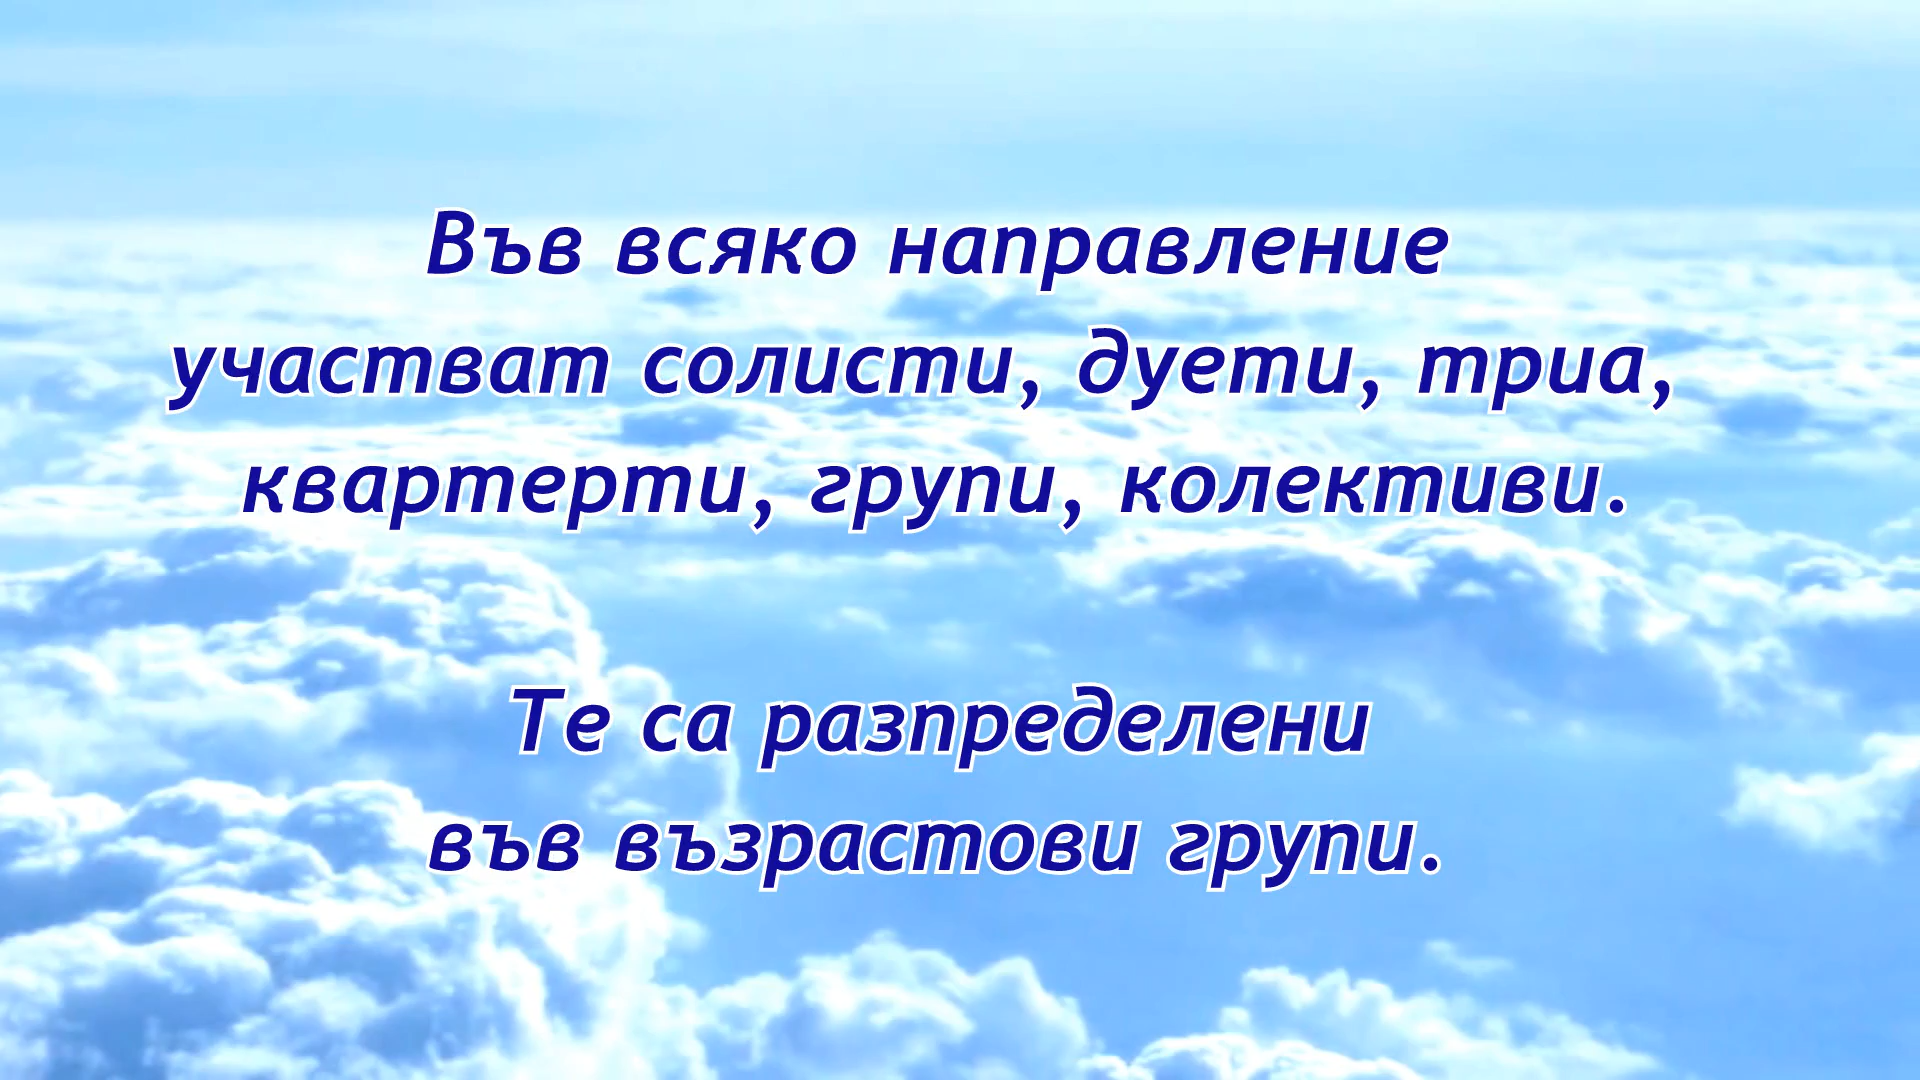 Във всяко направление
участват солисти, дуети, триа,
квартерти, групи, колективи.
Те са разпределени
във възрастови групи.